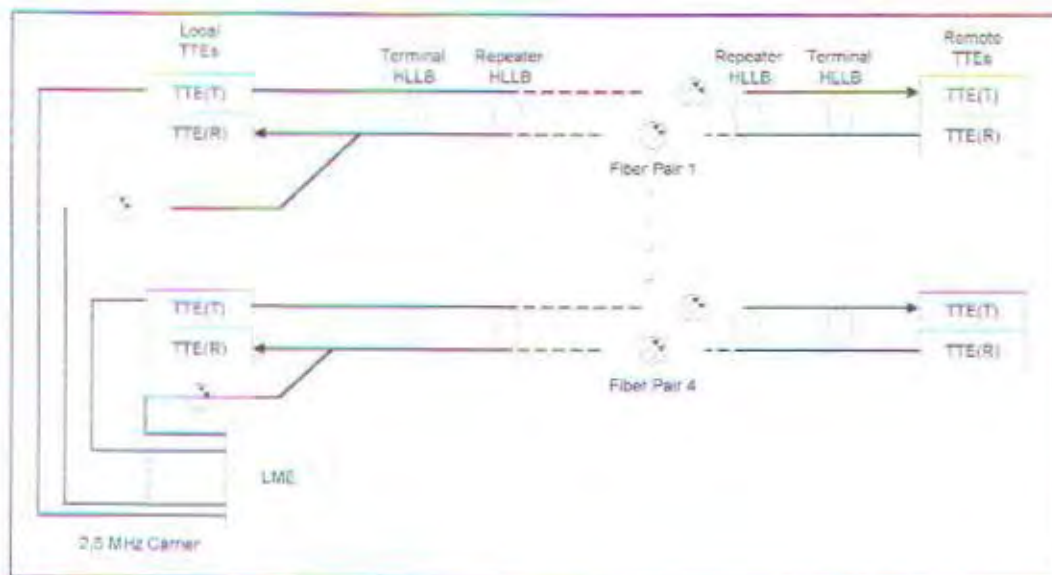 Local
TTEs
Terminal
HLLB
Repeater
HLLB
Repeater
HLLB
Terminal
HLLB
Remote
TTEs
TTE(T)
TTE(T)
TTE(R)
TTE(R)
Fiber Pair 1
TTE(T)
TTE(T)
TTE(R)
TTE(R)
Fiber Pair 4
LME
2,5 MHz Carrier